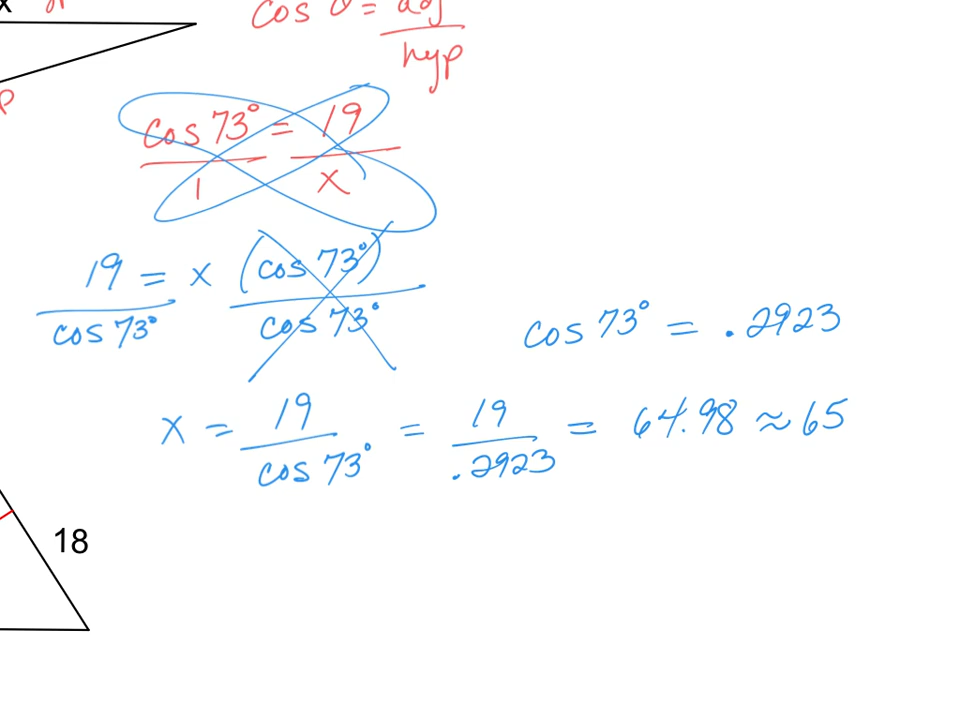 x
cos θ = adj
hyp
p
cos 73° = 19
1 x
19 = x (cos 73°)
cos 73° cos 73°
cos 73° = .2923
x = 19 = 19 = 64.98 ≈ 65
cos 73° .2923
18